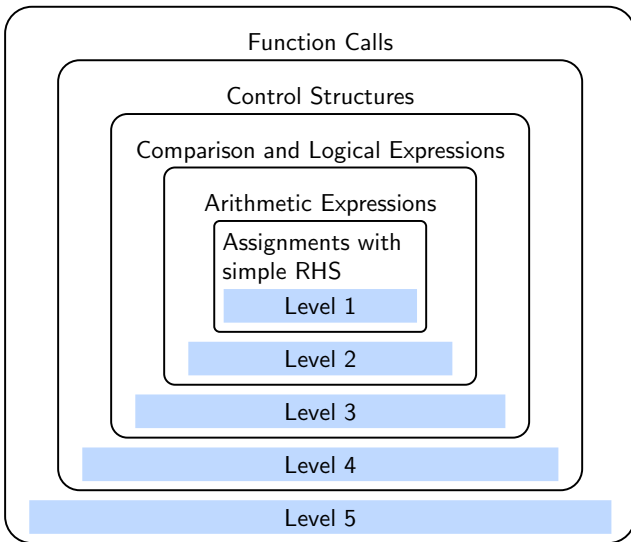 Function Calls
Control Structures
Comparison and Logical Expressions
Arithmetic Expressions
Assignments with
simple RHS
Level 1
Level 2
Level 3
Level 4
Level 5